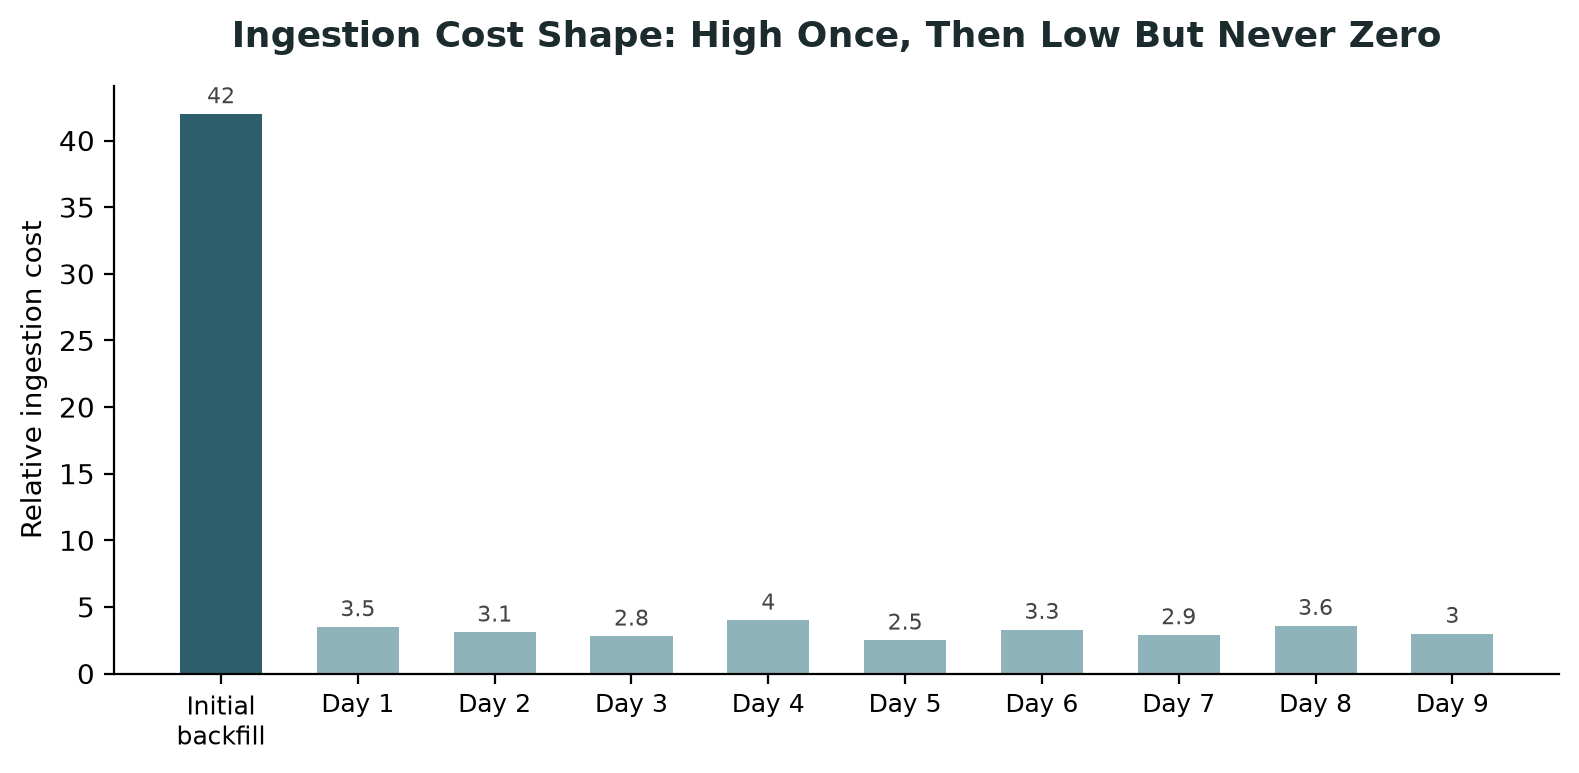 Ingestion Cost Shape: High Once, Then Low But Never Zero
Relative ingestion cost
40
35
30
25
20
15
10
5
0
42
3.5
3.1
2.8
4
2.5
3.3
2.9
3.6
3
Initial
backfill
Day 1
Day 2
Day 3
Day 4
Day 5
Day 6
Day 7
Day 8
Day 9